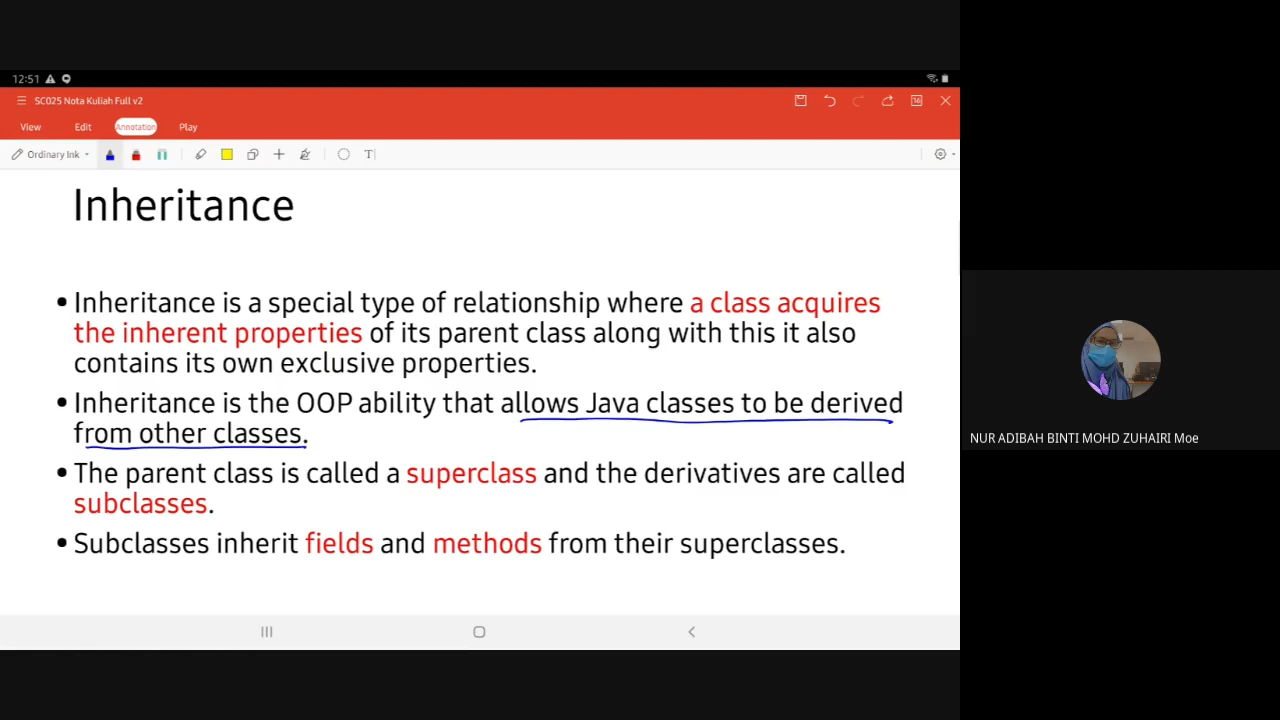 12:51
SC025 Nota Kuliah Full v2
16
View Edit Annotation Play
Ordinary Ink T
Inheritance
• Inheritance is a special type of relationship where a class acquires
the inherent properties of its parent class along with this it also
contains its own exclusive properties.
• Inheritance is the OOP ability that allows Java classes to be derived
from other classes.
• The parent class is called a superclass and the derivatives are called
subclasses.
• Subclasses inherit fields and methods from their superclasses.
NUR ADIBAH BINTI MOHD ZUHAIRI Moe